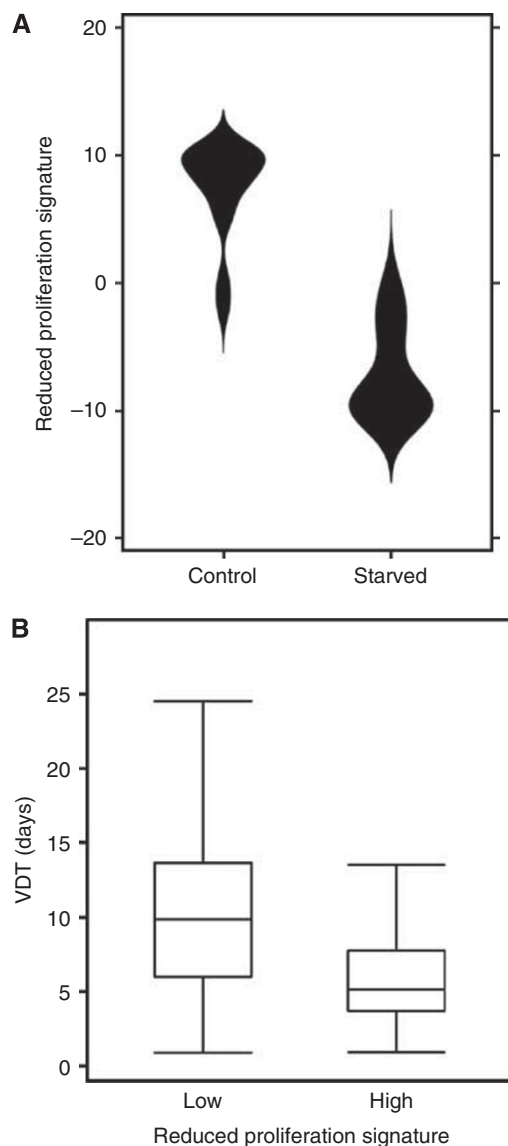 A
Reduced proliferation signature
20
10
0
–10
–20
Control Starved
B
VDT (days)
25
20
15
10
5
0
Low High
Reduced proliferation signature